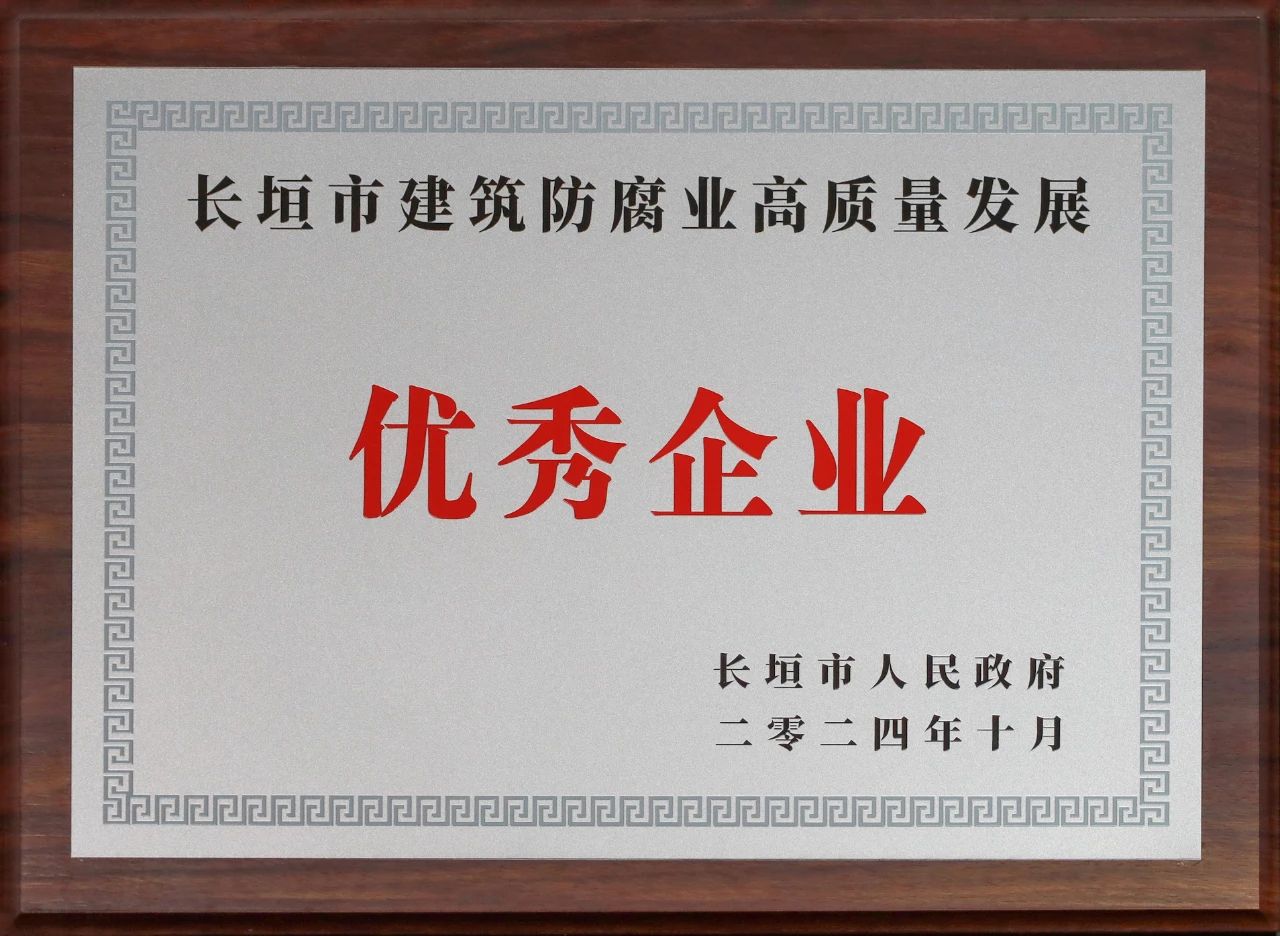 长垣市建筑防腐业高质量发展
优秀企业
长垣市人民政府
二零二四年十月